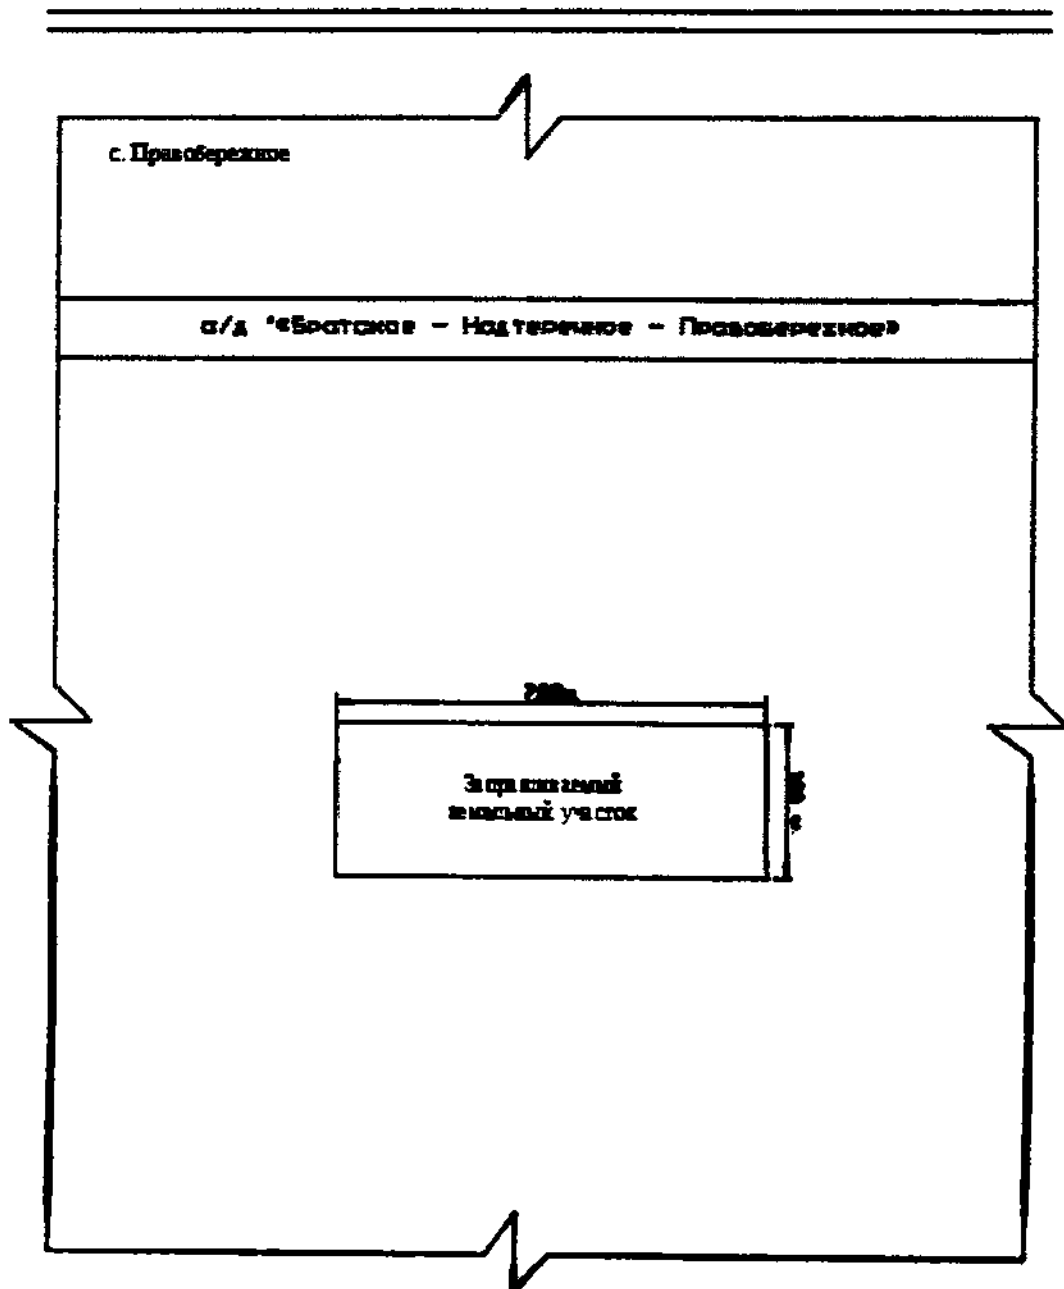 с. Правобережное
а/д "«Братское – Надтеречное – Правобережное»
Запрашиваемый
земельный участок